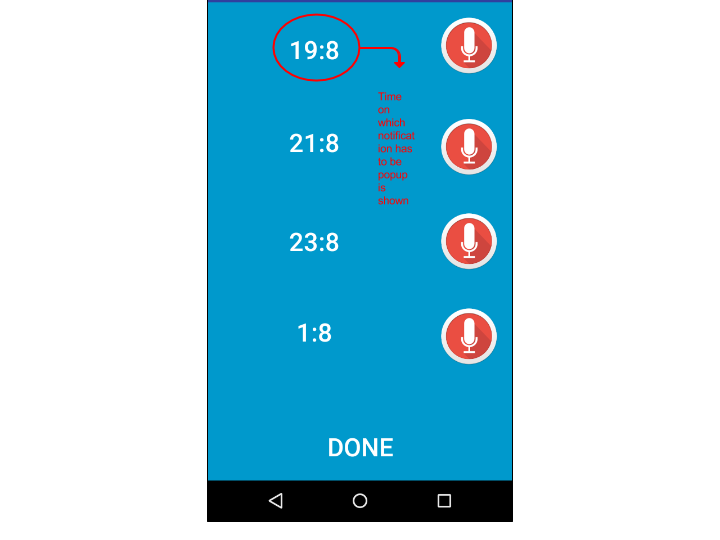 19:8
Time
on
which
notificat
ion has
to be
popup
is
shown
21:8
23:8
1:8
DONE